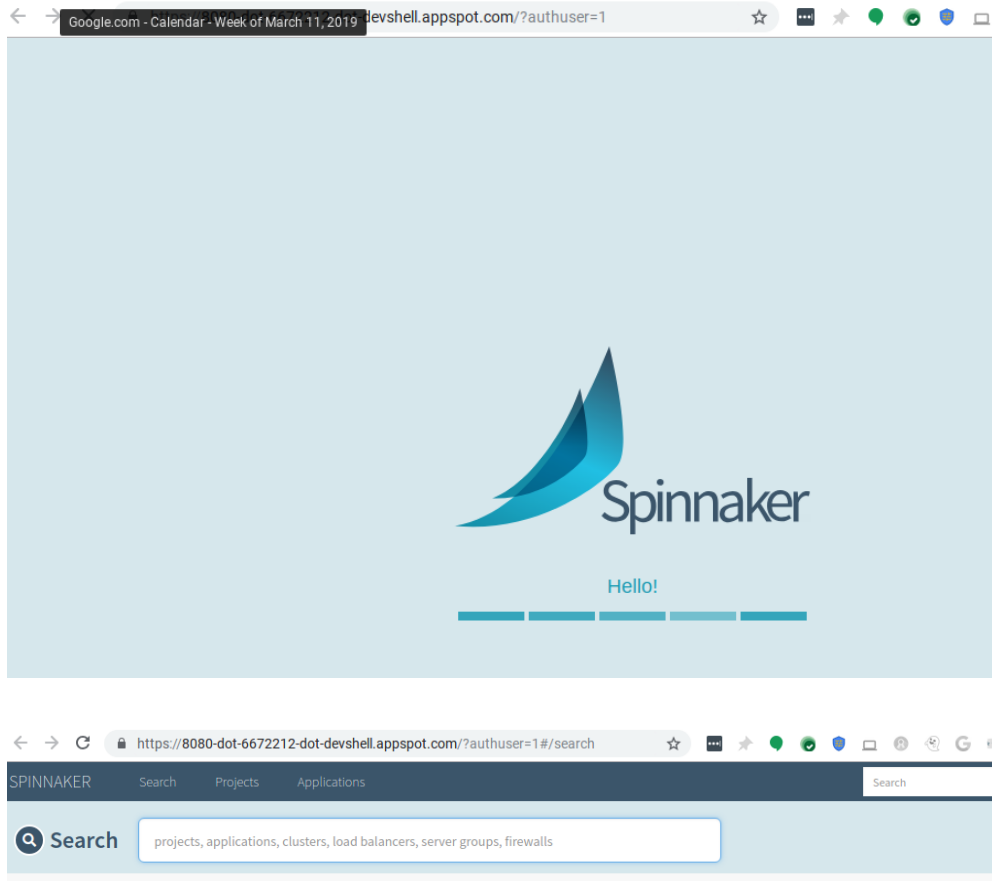 Google.com - Calendar - Week of March 11, 2019
devshell.appspot.com/?authuser=1
Spinnaker
Hello!
https://8080-dot-6672212-dot-devshell.appspot.com/?authuser=1#/search
SPINNAKER Search Projects Applications Search
Search projects, applications, clusters, load balancers, server groups, firewalls